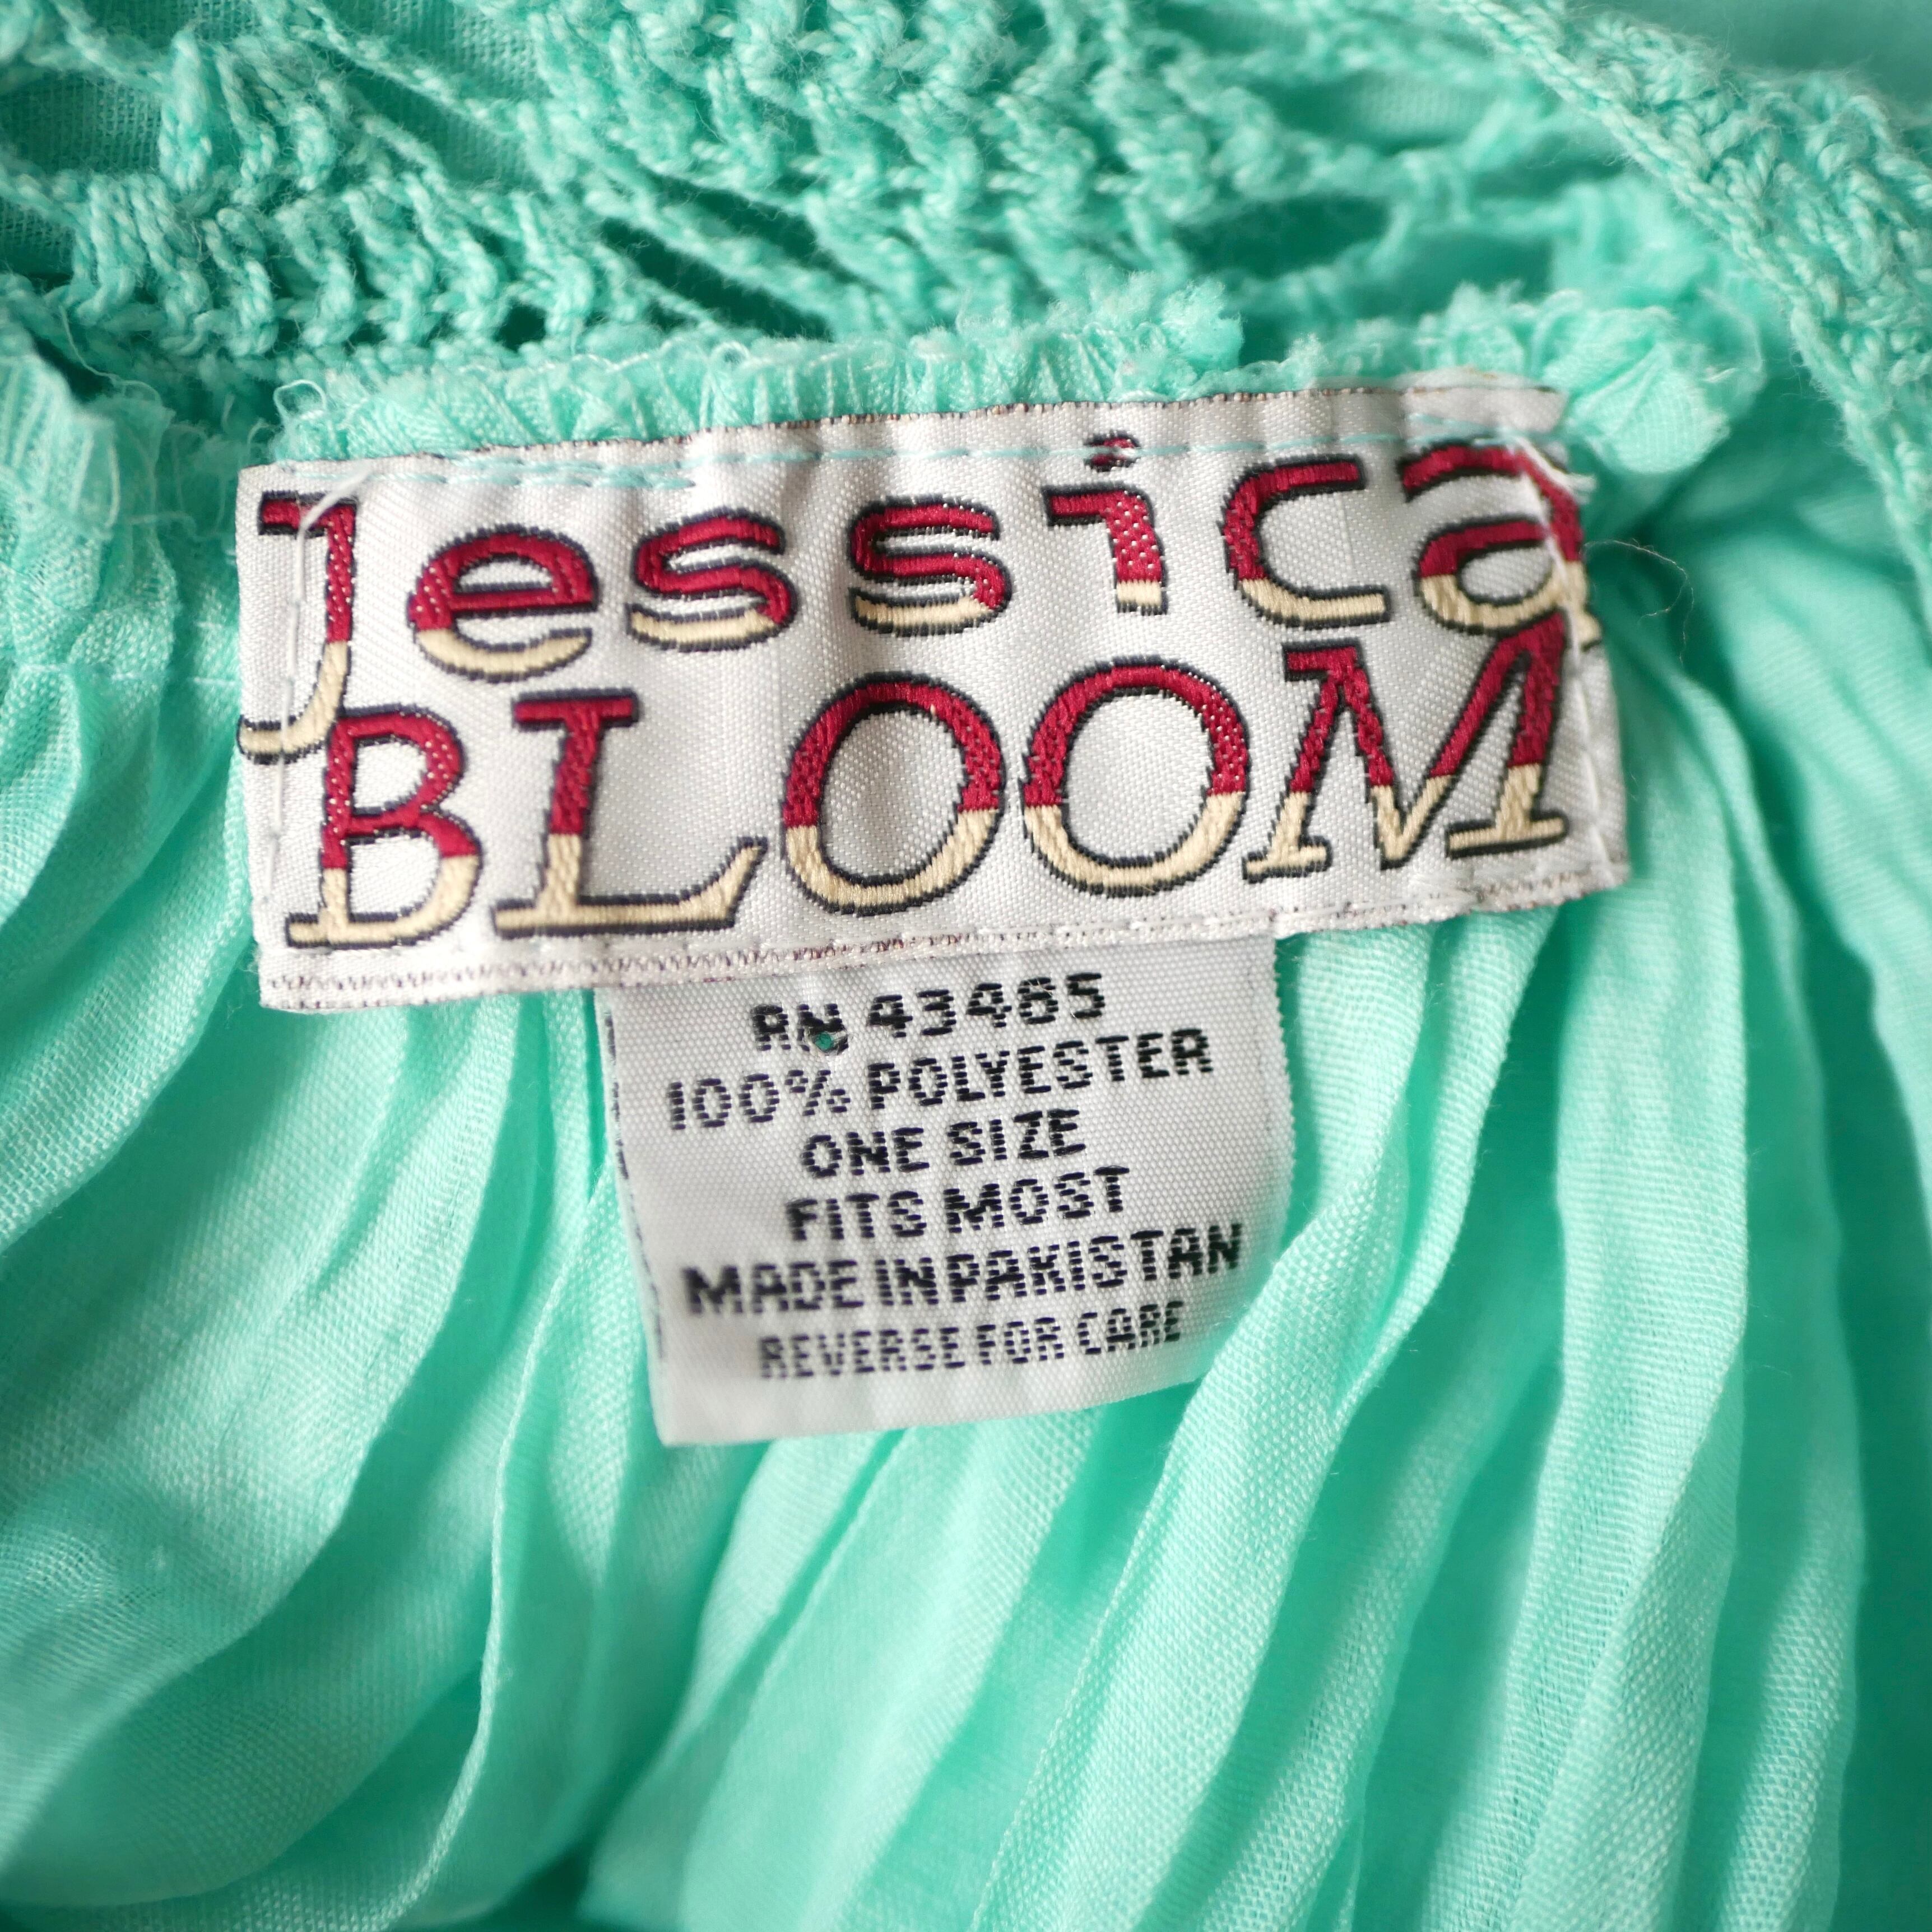 Jessica
BLOOM
RN 43465
100% POLYESTER
ONE SIZE
FITS MOST
MADE IN PAKISTAN
REVERSE FOR CARE